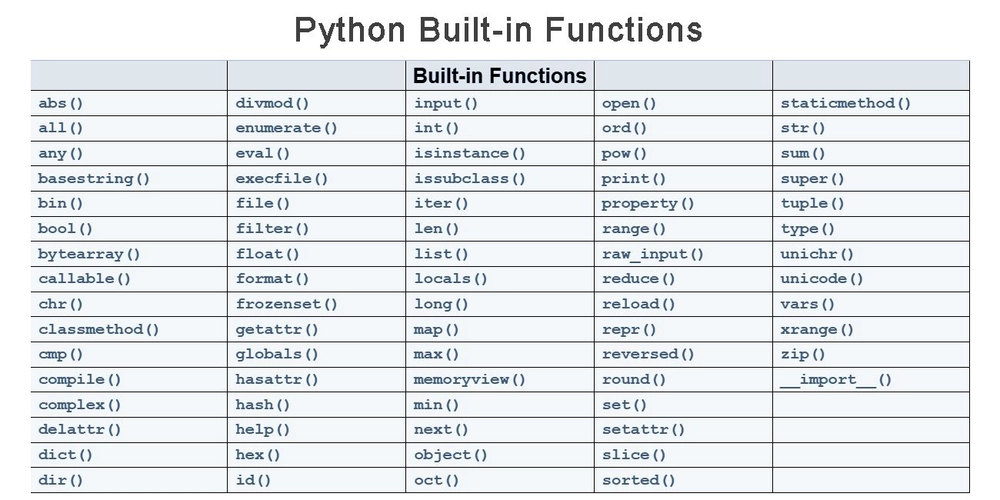 Python Built-in Functions
Built-in Functions
abs() divmod() input() open() staticmethod()
all() enumerate() int() ord() str()
any() eval() isinstance() pow() sum()
basestring() execfile() issubclass() print() super()
bin() file() iter() property() tuple()
bool() filter() len() range() type()
bytearray() float() list() raw_input() unichr()
callable() format() locals() reduce() unicode()
chr() frozenset() long() reload() vars()
classmethod() getattr() map() repr() xrange()
cmp() globals() max() reversed() zip()
compile() hasattr() memoryview() round() __import__()
complex() hash() min() set()
delattr() help() next() setattr()
dict() hex() object() slice()
dir() id() oct() sorted()